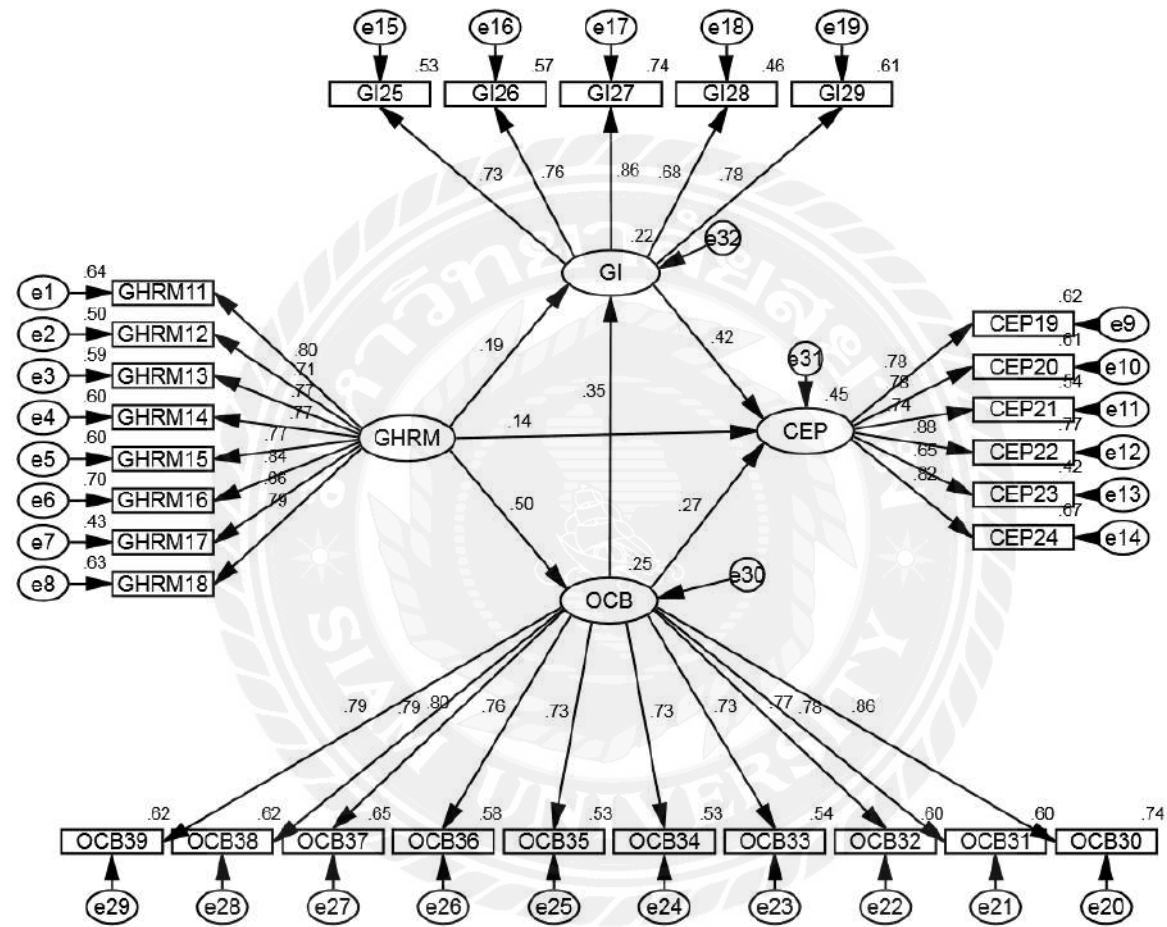 e15 e16 e17 e18 e19
.53 .57 .74 .46 .61
GI25 GI26 GI27 GI28 GI29
.73 .76 .86 .68 .78
.22 e32
GI
.64
e1 GHRM11
.50
e2 GHRM12
.59
e3 GHRM13
.60
e4 GHRM14
.60
e5 GHRM15
.70
e6 GHRM16
.43
e7 GHRM17
.63
e8 GHRM18
.80
.71
.77
.77
.77
.84
.66
.79
GHRM
.19
.42
.35
.14
.50
.27
e31
.45
CEP
.78
.78
.74
.88
.65
.82
.62
CEP19 e9
.61
CEP20 e10
.54
CEP21 e11
.77
CEP22 e12
.42
CEP23 e13
.67
CEP24 e14
.25 e30
OCB
.79 .79 .80 .76 .73 .73 .73 .77 .78 .86
.62 .62 .65 .58 .53 .53 .54 .60 .60 .74
OCB39 OCB38 OCB37 OCB36 OCB35 OCB34 OCB33 OCB32 OCB31 OCB30
e29 e28 e27 e26 e25 e24 e23 e22 e21 e20
SIAM UNIVERSITY